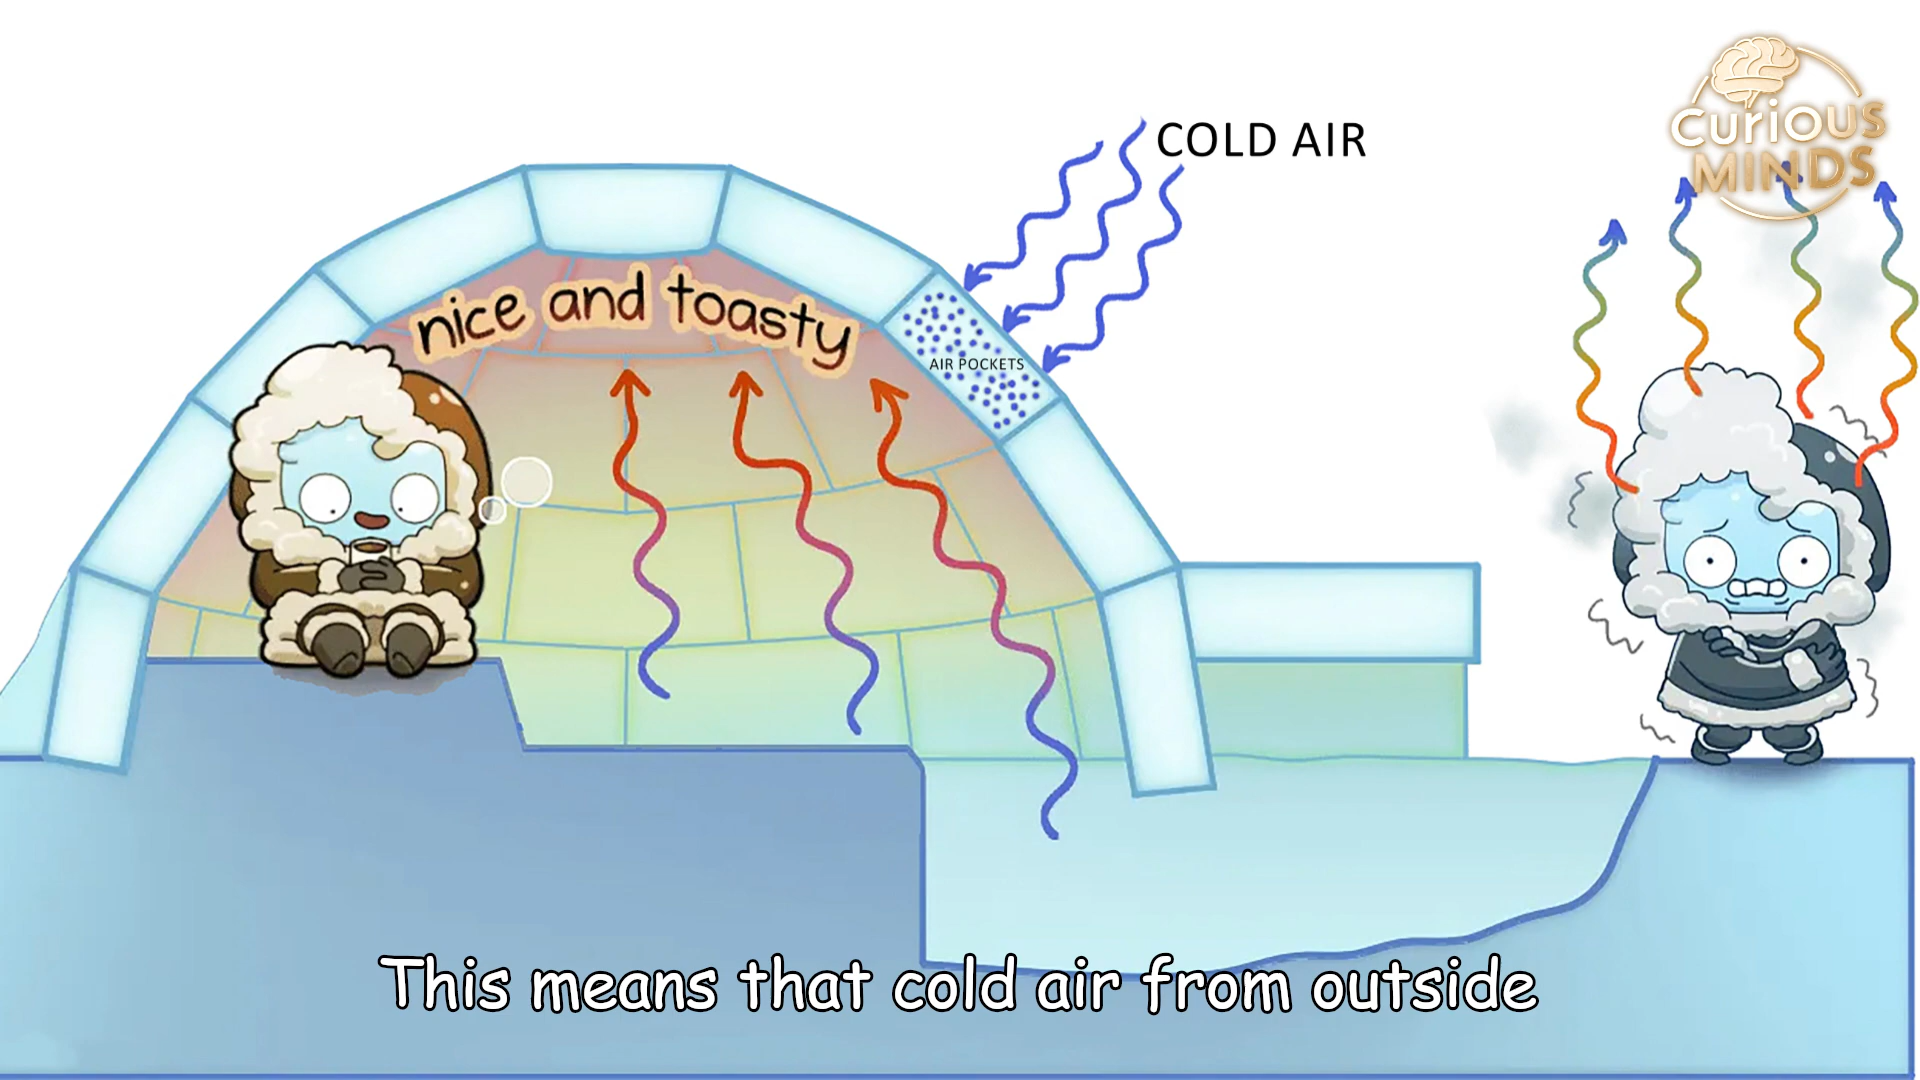 Curious
MINDS
COLD AIR
nice and toasty
AIR POCKETS
This means that cold air from outside